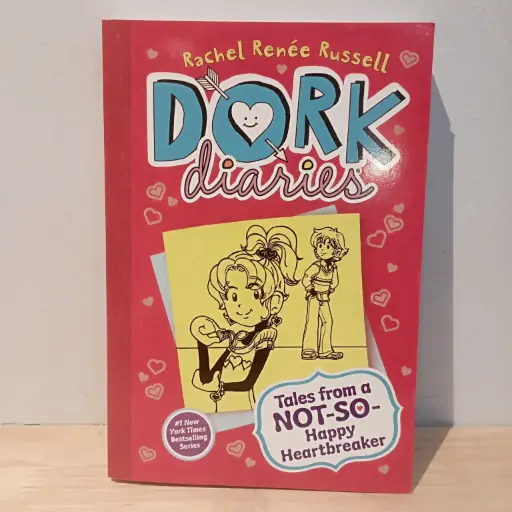 Rachel Renée Russell
DORK
diaries
Tales from a
NOT-SO-
Happy
Heartbreaker
#1 New
York Times
Bestselling
Series